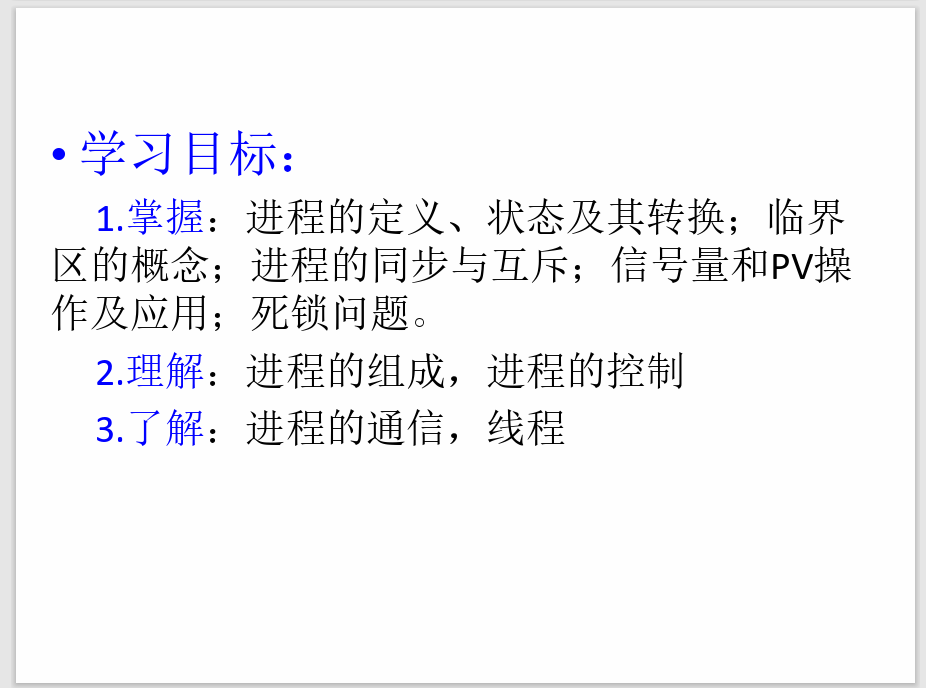 • 学习目标：
1.掌握：进程的定义、状态及其转换；临界
区的概念；进程的同步与互斥；信号量和PV操
作及应用；死锁问题。
2.理解：进程的组成，进程的控制
3.了解：进程的通信，线程